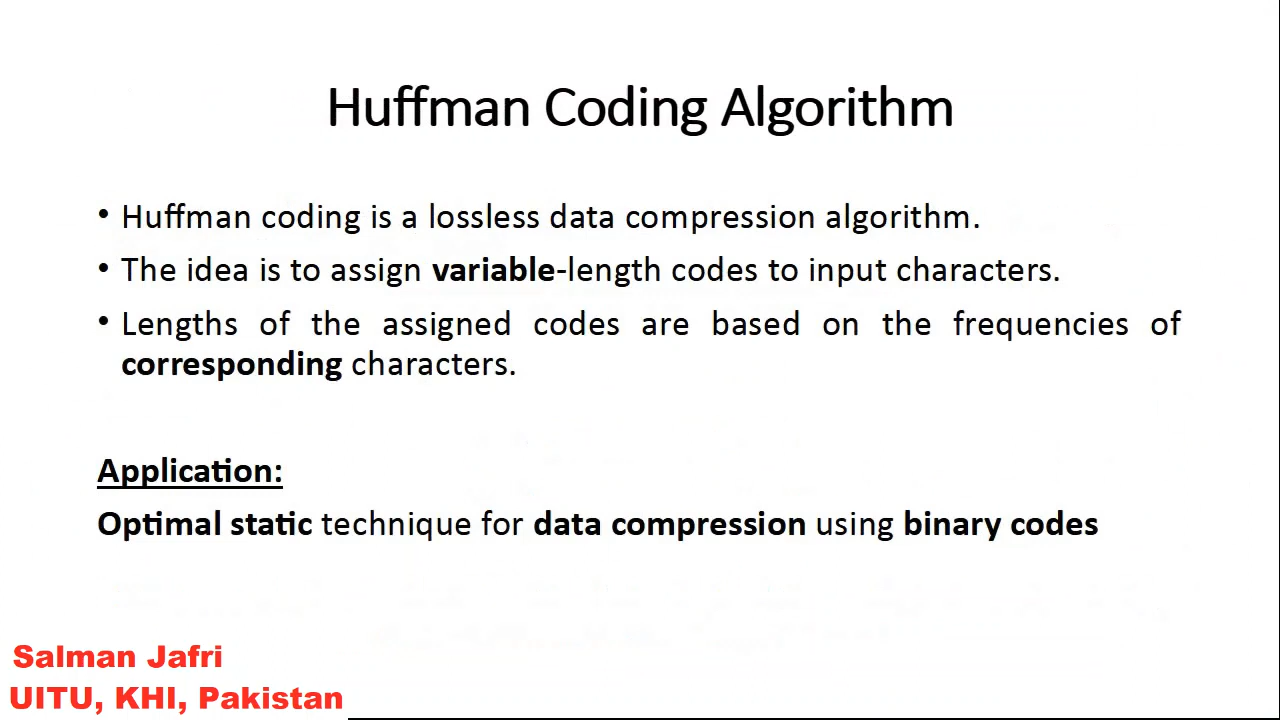 Huffman Coding Algorithm
• Huffman coding is a lossless data compression algorithm.
• The idea is to assign variable-length codes to input characters.
• Lengths of the assigned codes are based on the frequencies of
corresponding characters.
Application:
Optimal static technique for data compression using binary codes
Salman Jafri
UITU, KHI, Pakistan